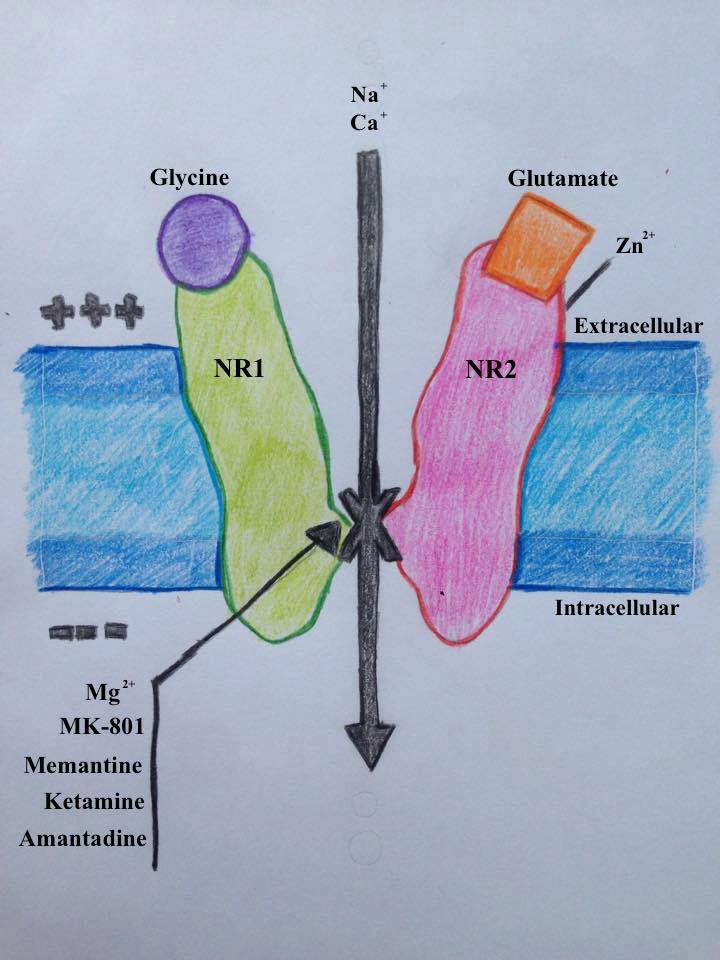 Na+
Ca+
Glycine
Glutamate
Zn2+
+++
Extracellular
NR1
NR2
Intracellular
---
Mg2+
MK-801
Memantine
Ketamine
Amantadine